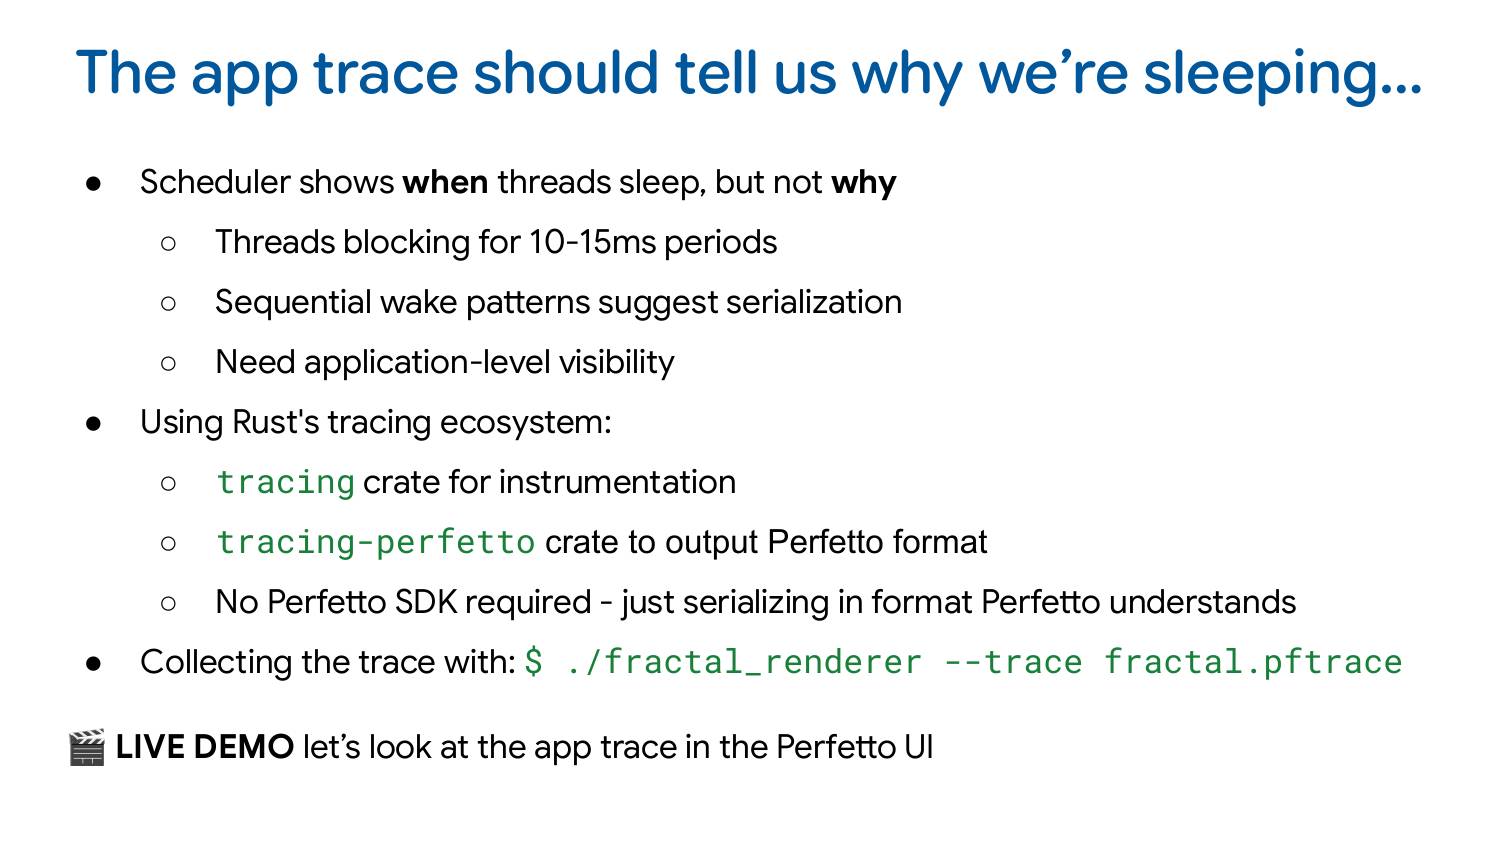 The app trace should tell us why we’re sleeping…
● Scheduler shows when threads sleep, but not why
○ Threads blocking for 10-15ms periods
○ Sequential wake patterns suggest serialization
○ Need application-level visibility
● Using Rust's tracing ecosystem:
○ tracing crate for instrumentation
○ tracing-perfetto crate to output Perfetto format
○ No Perfetto SDK required - just serializing in format Perfetto understands
● Collecting the trace with: $ ./fractal_renderer --trace fractal.pftrace
🎬 LIVE DEMO let’s look at the app trace in the Perfetto UI